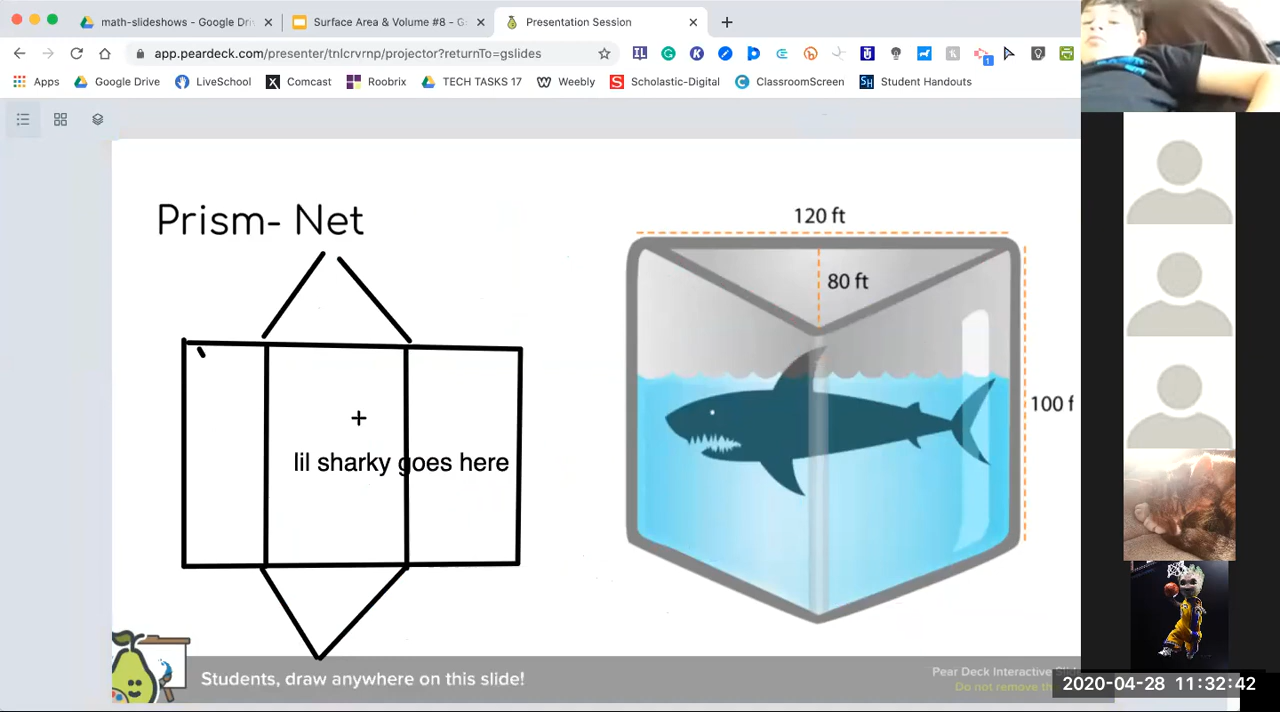 math-slideshows - Google Dri
Surface Area & Volume #8 - G
Presentation Session
app.peardeck.com/presenter/tnlcrvrnp/projector?returnTo=gslides
Apps
Google Drive
LiveSchool
Comcast
Roobrix
TECH TASKS 17
Weebly
Scholastic-Digital
ClassroomScreen
Student Handouts
Prism- Net
120 ft
80 ft
100 f
+
lil sharky goes here
Students, draw anywhere on this slide!
Pear Deck Interactive Slide
Do not remove th
2020-04-28 11:32:42